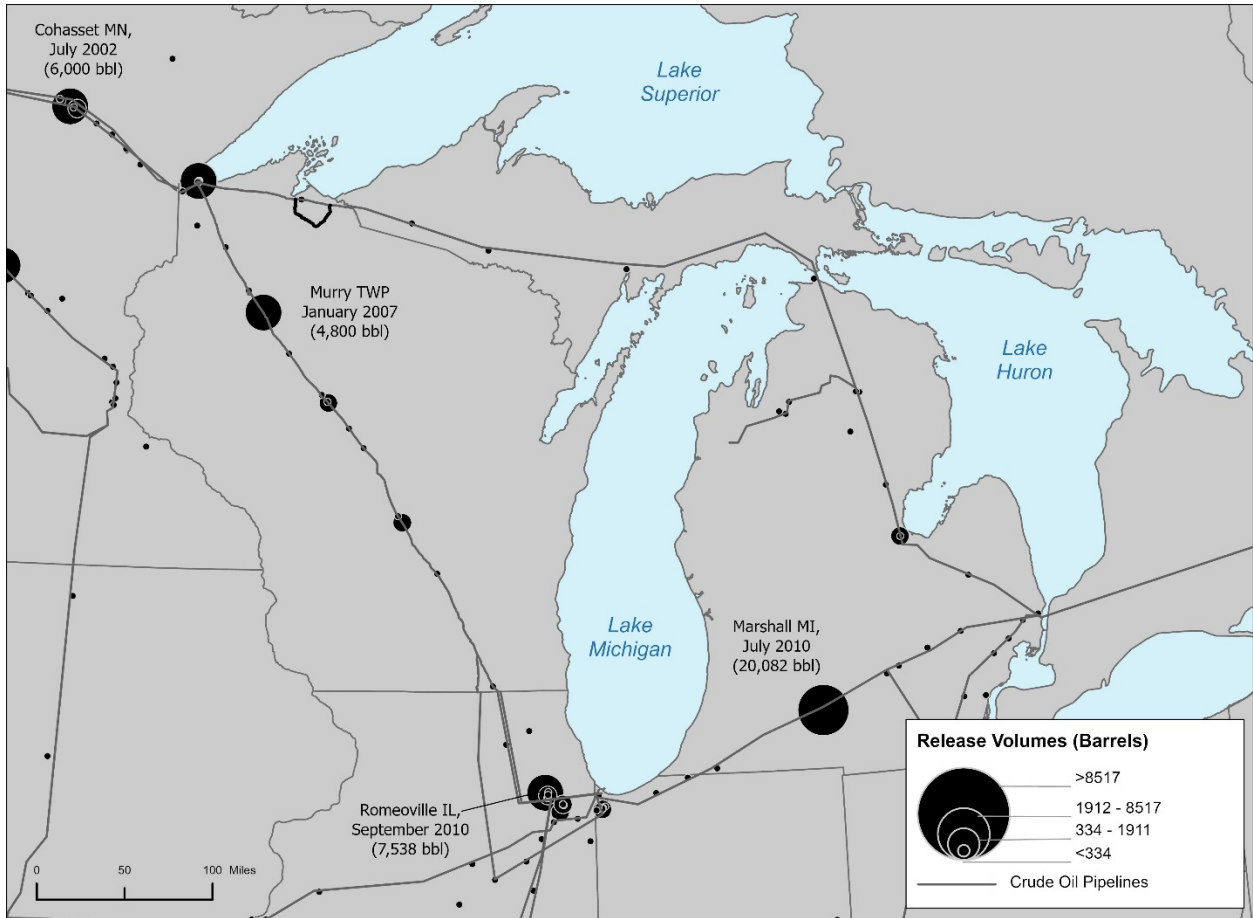 Cohasset MN,
July 2002
(6,000 bbl)
Lake
Superior
Murry TWP
January 2007
(4,800 bbl)
Lake
Huron
Lake
Michigan
Marshall MI,
July 2010
(20,082 bbl)
Romeoville IL,
September 2010
(7,538 bbl)
0 50 100 Miles
Release Volumes (Barrels)
>8517
1912 - 8517
334 - 1911
<334
Crude Oil Pipelines